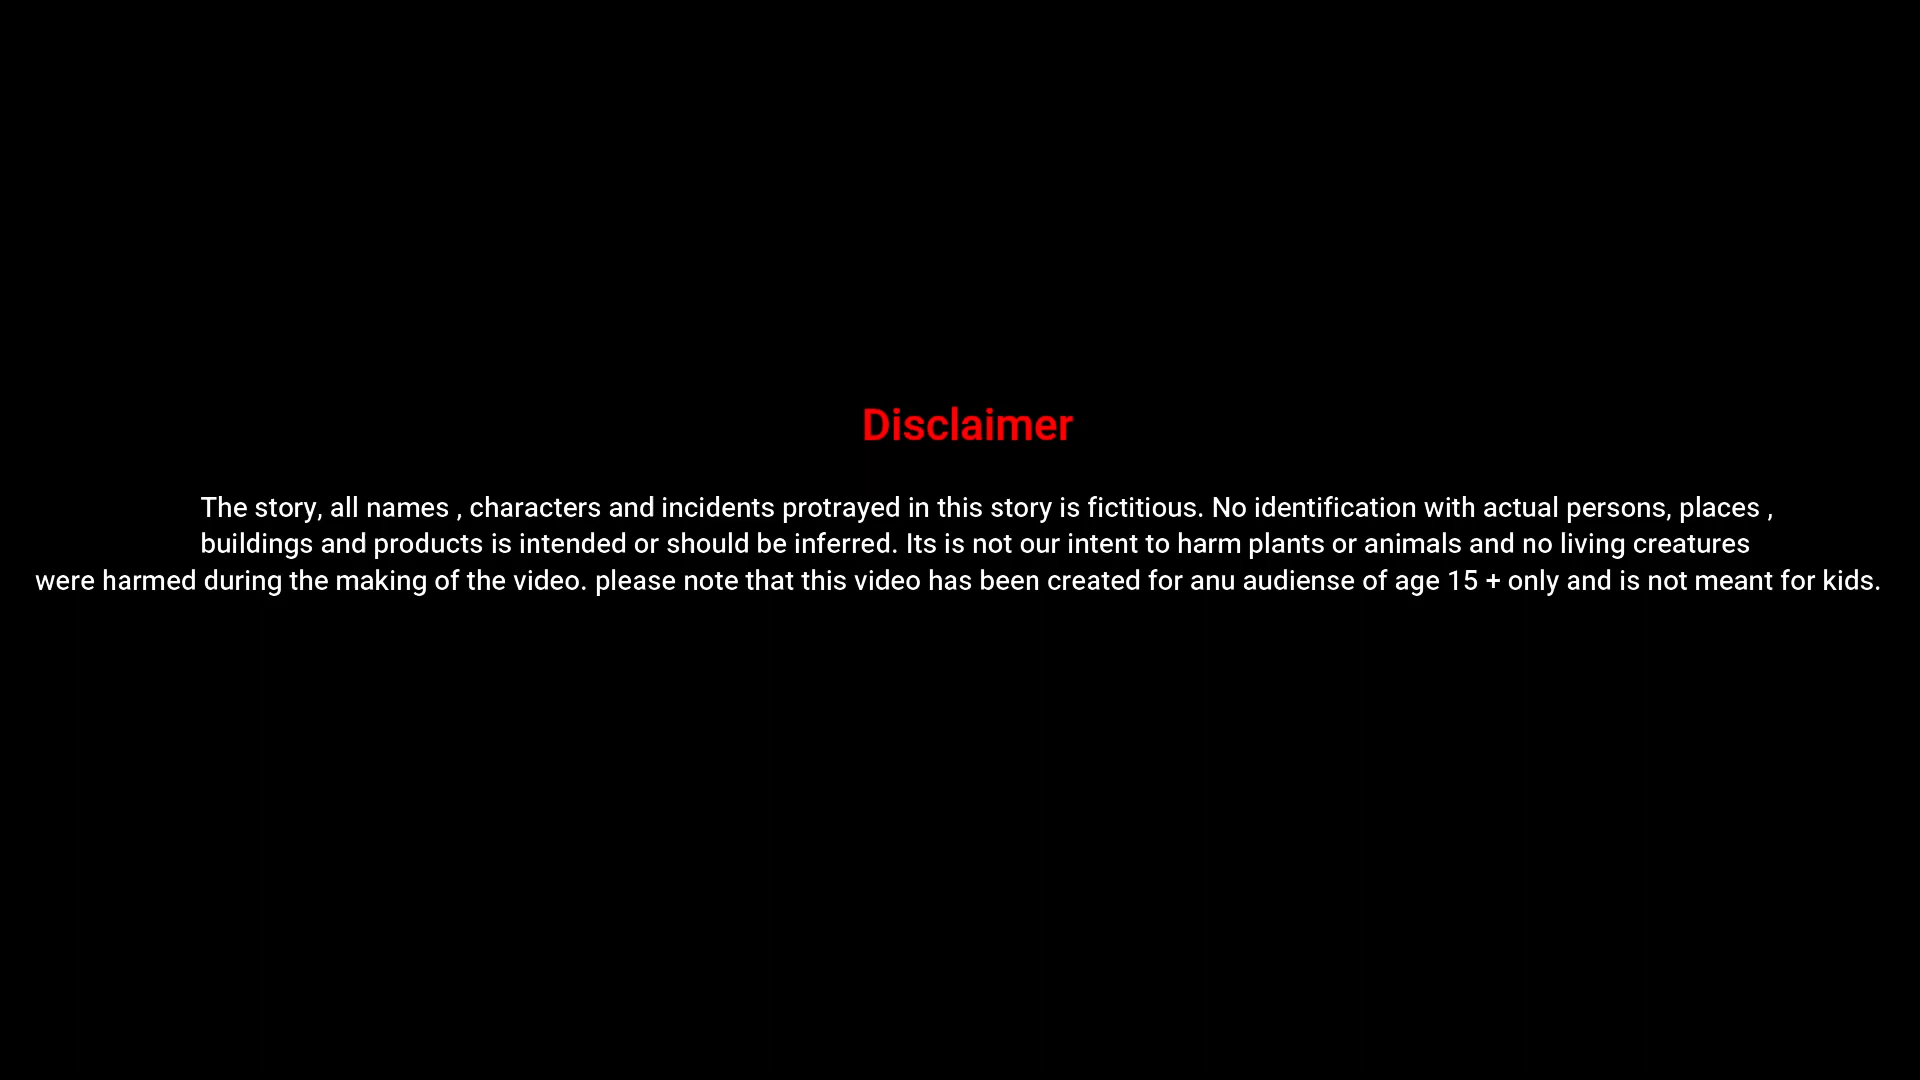 Disclaimer
The story, all names , characters and incidents protrayed in this story is fictitious. No identification with actual persons, places ,
buildings and products is intended or should be inferred. Its is not our intent to harm plants or animals and no living creatures
were harmed during the making of the video. please note that this video has been created for anu audiense of age 15 + only and is not meant for kids.